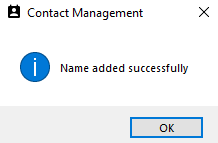 Contact Management
Name added successfully
OK